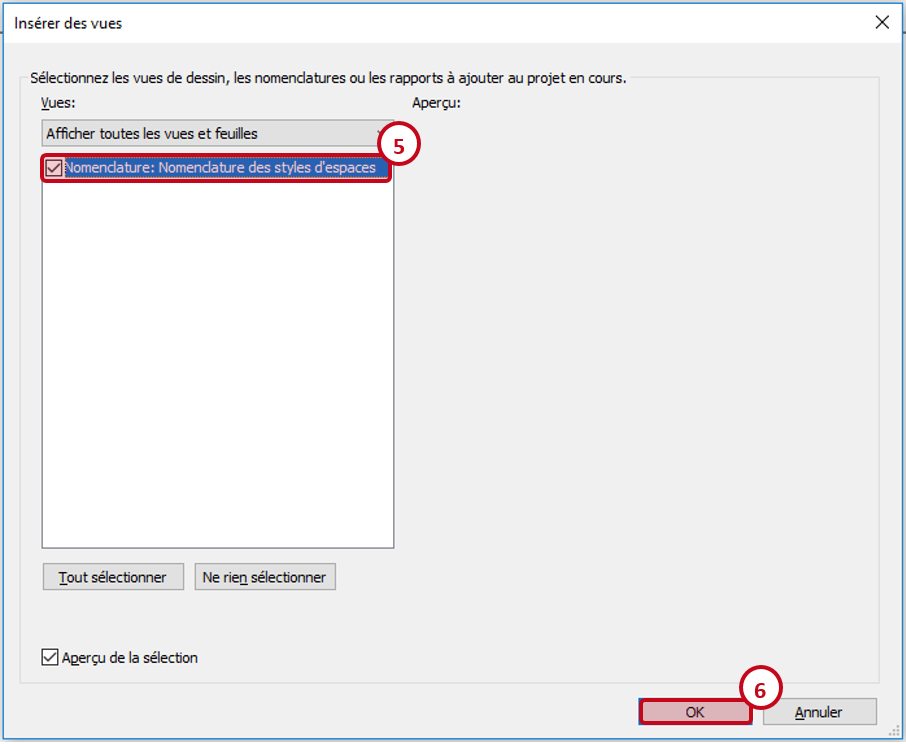 Insérer des vues
Sélectionnez les vues de dessin, les nomenclatures ou les rapports à ajouter au projet en cours.
Vues:
Aperçu:
Afficher toutes les vues et feuilles
5
Nomenclature: Nomenclature des styles d'espaces
Tout sélectionner
Ne rien sélectionner
Aperçu de la sélection
6
OK
Annuler